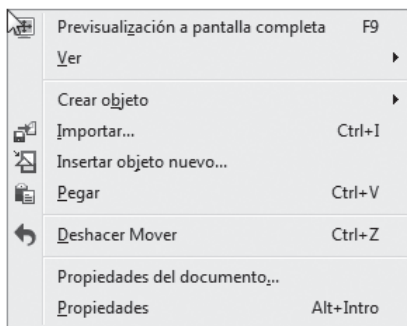 Previsualización a pantalla completa F9
Ver
Crear objeto
Importar... Ctrl+I
Insertar objeto nuevo...
Pegar Ctrl+V
Deshacer Mover Ctrl+Z
Propiedades del documento...
Propiedades Alt+Intro